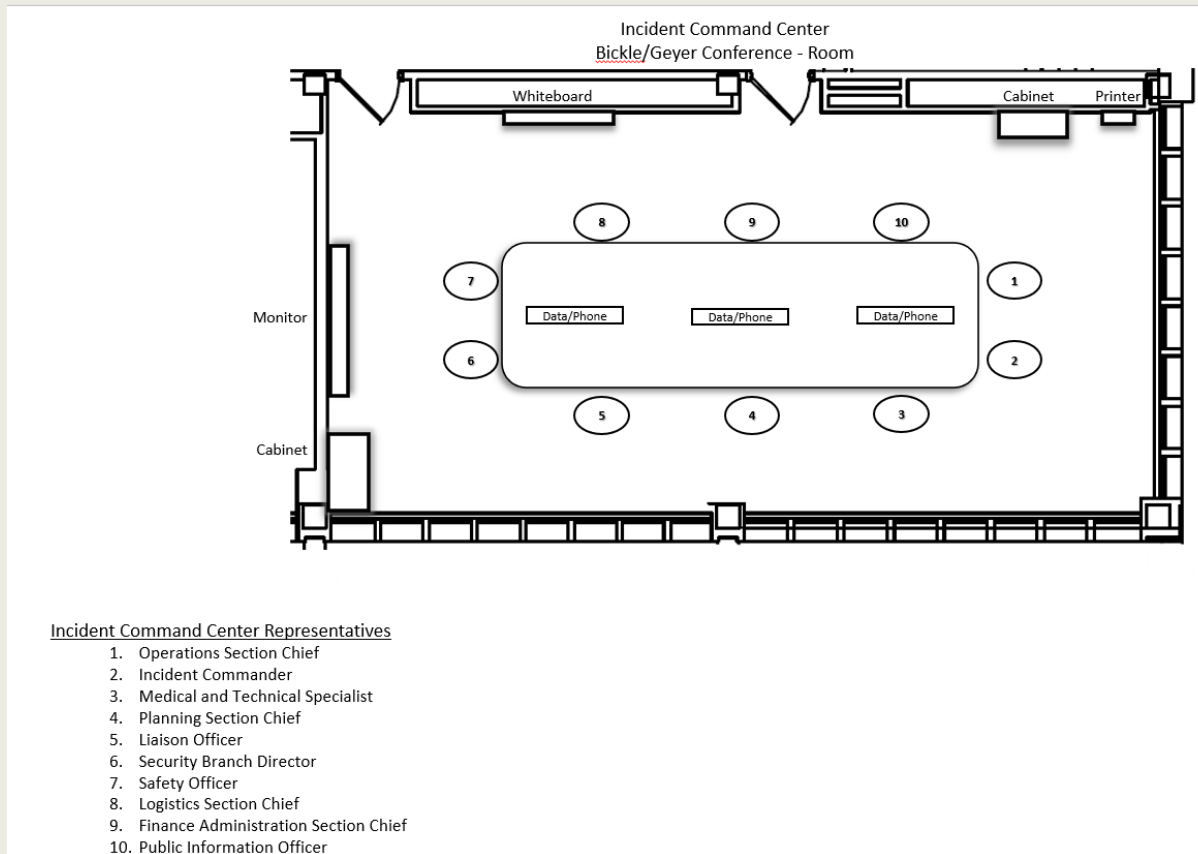 Incident Command Center
Bickle/Geyer Conference - Room
Whiteboard
Cabinet
Printer
8
9
10
7
1
Monitor
Data/Phone
Data/Phone
Data/Phone
6
2
5
4
3
Cabinet
Incident Command Center Representatives
1. Operations Section Chief
2. Incident Commander
3. Medical and Technical Specialist
4. Planning Section Chief
5. Liaison Officer
6. Security Branch Director
7. Safety Officer
8. Logistics Section Chief
9. Finance Administration Section Chief
10. Public Information Officer